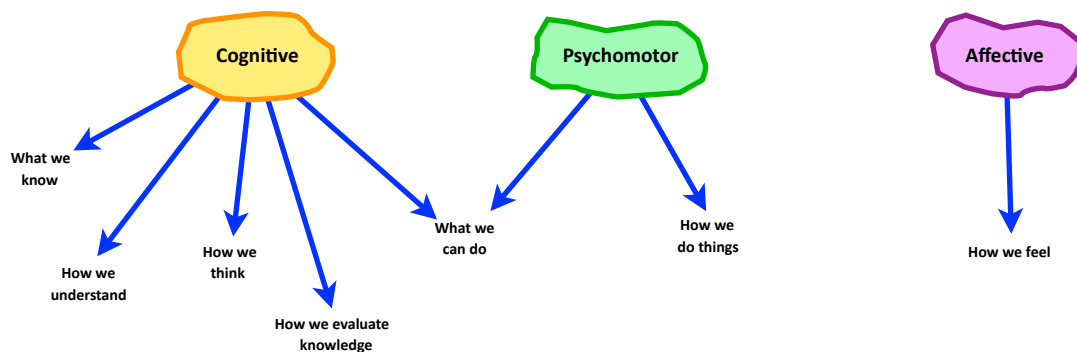 Cognitive
Psychomotor
Affective
What we
know
How we
understand
How we
think
How we evaluate
knowledge
What we
can do
How we
do things
How we feel